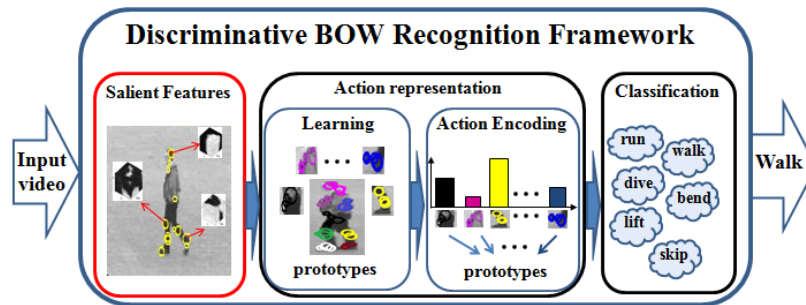 Discriminative BOW Recognition Framework
Input
video
Salient Features
Action representation
Learning
prototypes
Action Encoding
prototypes
Classification
run
walk
dive
bend
lift
skip
Walk